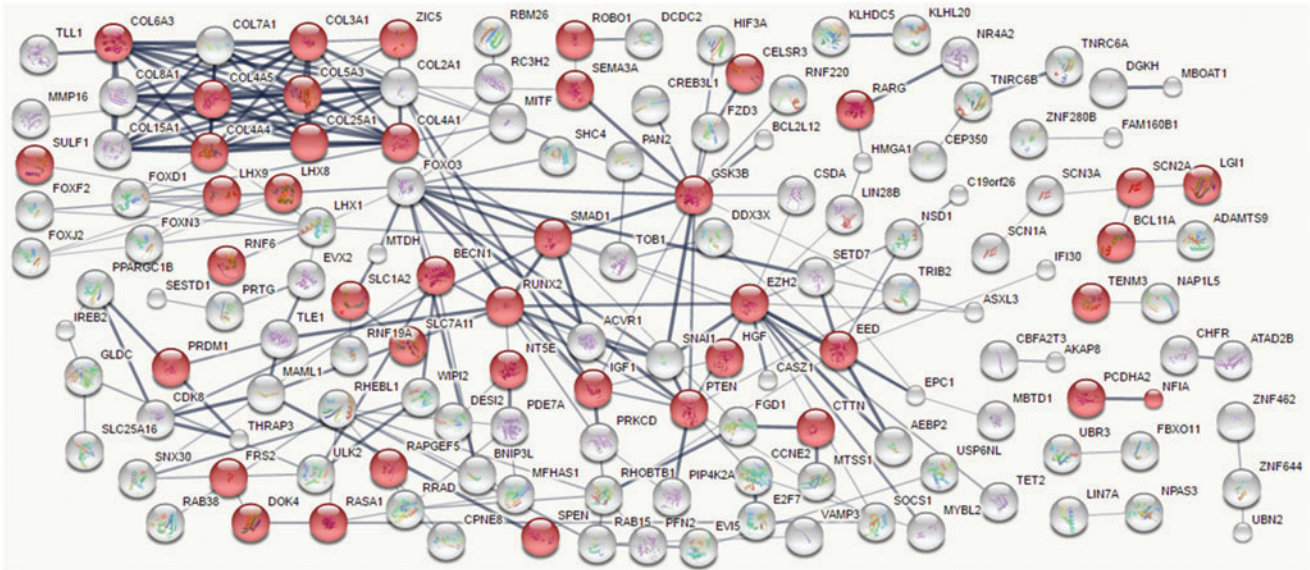 COL6A3
COL7A1
COL3A1
ZIC5
RBM26
ROBO1
DCDC2
HIF3A
KLHDC5
KLHL20
TLL1
NR4A2
CELSR3
TNRC6A
COL2A1
RC3H2
SEMA3A
CREB3L1
RNF220
TNRC6B
DGKH
MBOAT1
COL8A1
COL4A5
COL5A3
MMP16
MITF
FZD3
RARG
PAN2
BCL2L12
ZNF280B
FAM160B1
COL15A1
COL4A4
COL25A1
COL4A1
SHC4
CEP350
SULF1
HMGA1
FOXO3
GSK3B
CSDA
SCN3A
SCN2A
LGI1
FOXD1
LHX9
LHX8
LIN28B
C19orf26
FOXF2
LHX1
SMAD1
DDX3X
NSD1
BCL11A
ADAMTS9
FOXN3
SCN1A
FOXJ2
RNF6
MTDH
BECN1
TOB1
SETD7
IFI30
EVX2
PPARGC1B
SLC1A2
RUNX2
EZH2
TRIB2
TENM3
NAP1L5
SESTD1
PRTG
ASXL3
IREB2
TLE1
RNF19A
SLC7A11
ACVR1
SNAI1
HGF
EED
PRDM1
NT5E
CBFA2T3
CHFR
ATAD2B
GLDC
MAML1
WIPI2
IGF1
PTEN
CASZ1
AKAP8
RHEBL1
EPC1
PCDHA2
NFIA
CDK8
DESI2
PDE7A
FGD1
CTTN
MBTD1
ZNF462
THRAP3
PRKCD
AEBP2
SLC25A16
RAPGEF5
BNIP3L
CCNE2
UBR3
FBXO11
SNX30
FRS2
ULK2
MFHAS1
RHOBTB1
PIP4K2A
MTSS1
USP6NL
ZNF644
RRAD
TET2
RAB38
DOK4
RASA1
E2F7
SOCS1
LIN7A
NPAS3
CPNE8
SPEN
RAB15
PFN2
EVI5
VAMP3
MYBL2
UBN2